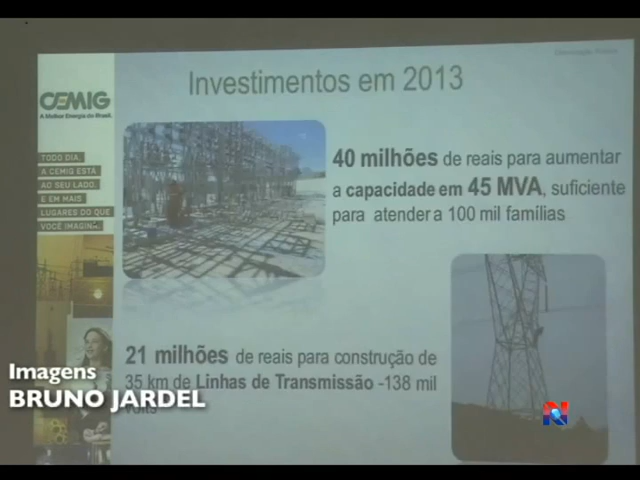 Investimentos em 2013
CEMIG
A Melhor Energia do Brasil.
TODO DIA,
A CEMIG ESTÁ
AO SEU LADO.
E EM MAIS
LUGARES DO QUE
VOCÊ IMAGINA.
40 milhões de reais para aumentar
a capacidade em 45 MVA, suficiente
para atender a 100 mil famílias
21 milhões de reais para construção de
35 km de Linhas de Transmissão -138 mil
volts
Imagens
BRUNO JARDEL
N